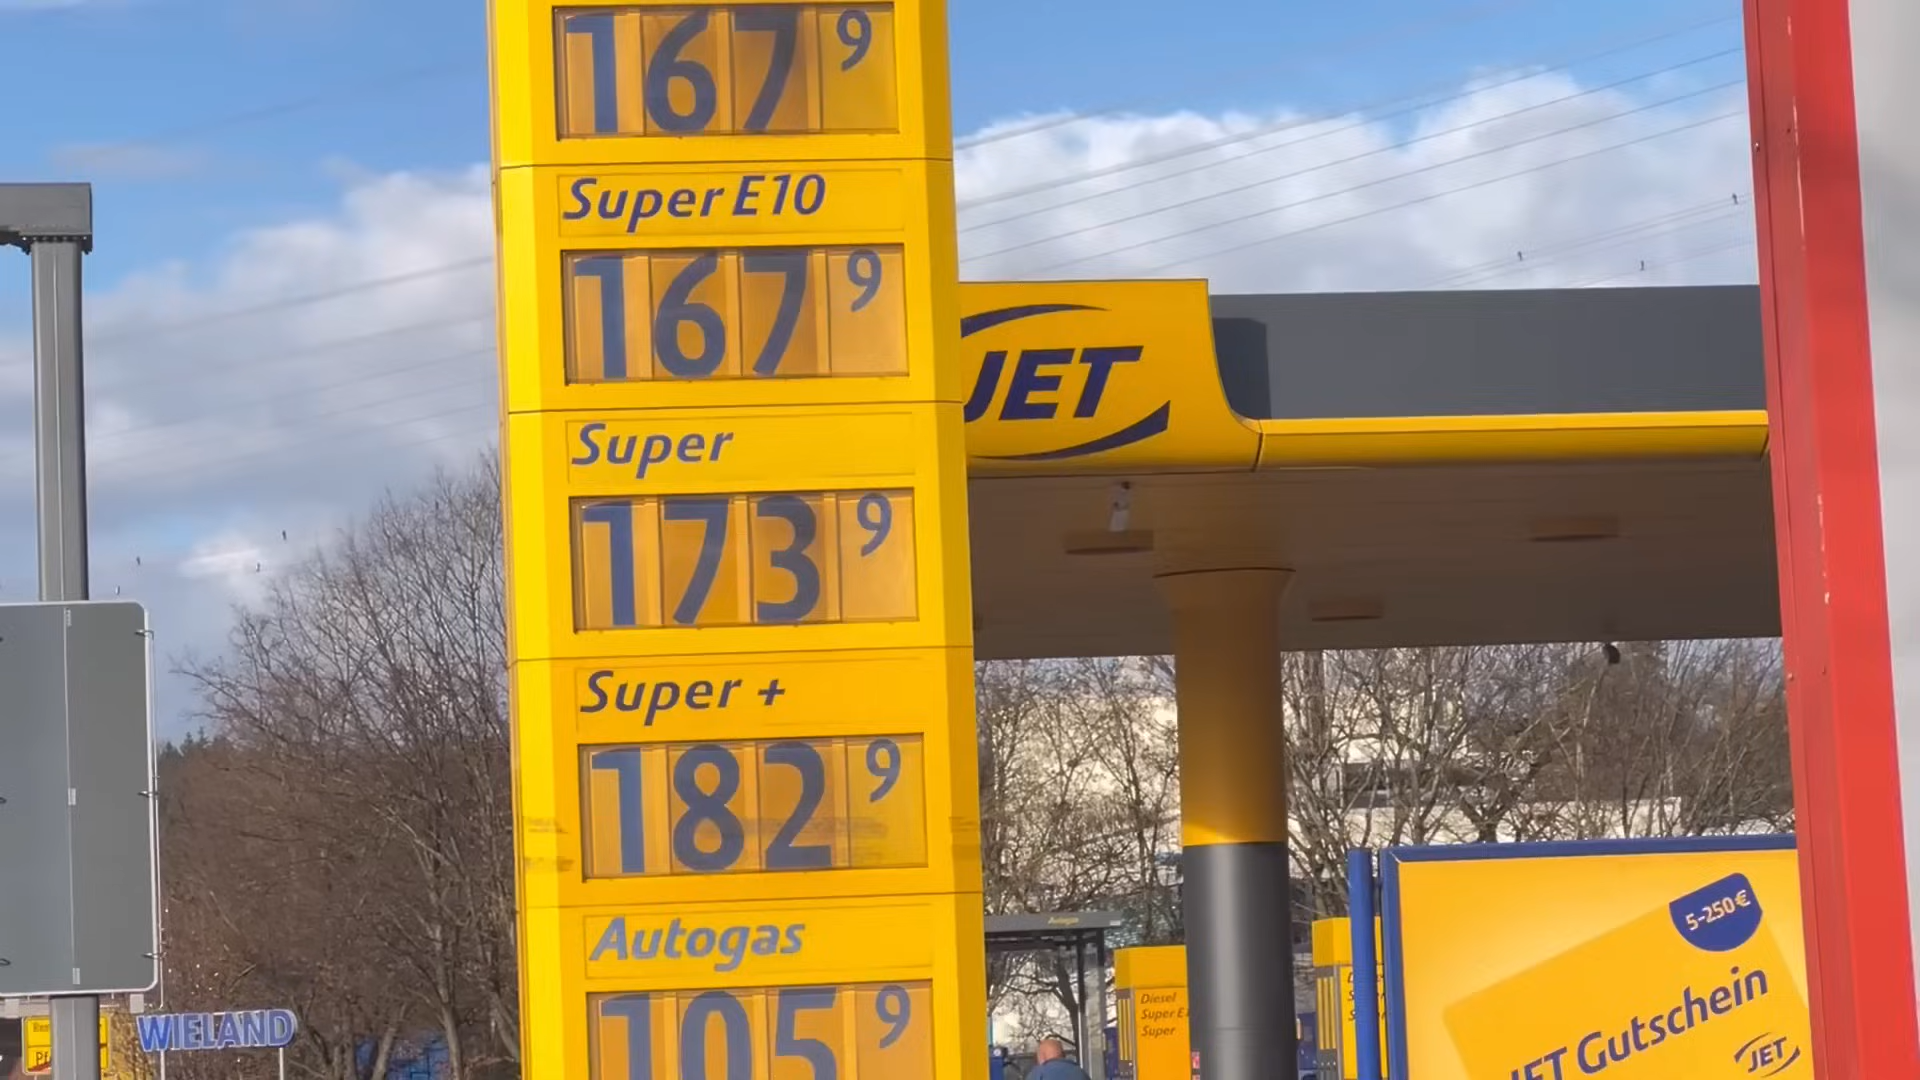 167 9
Super E10
167 9
JET
Super
173 9
Super +
182 9
Autogas
105 9
Autogas
5-250€
JET Gutschein
JET
Diesel
Super
WIELAND